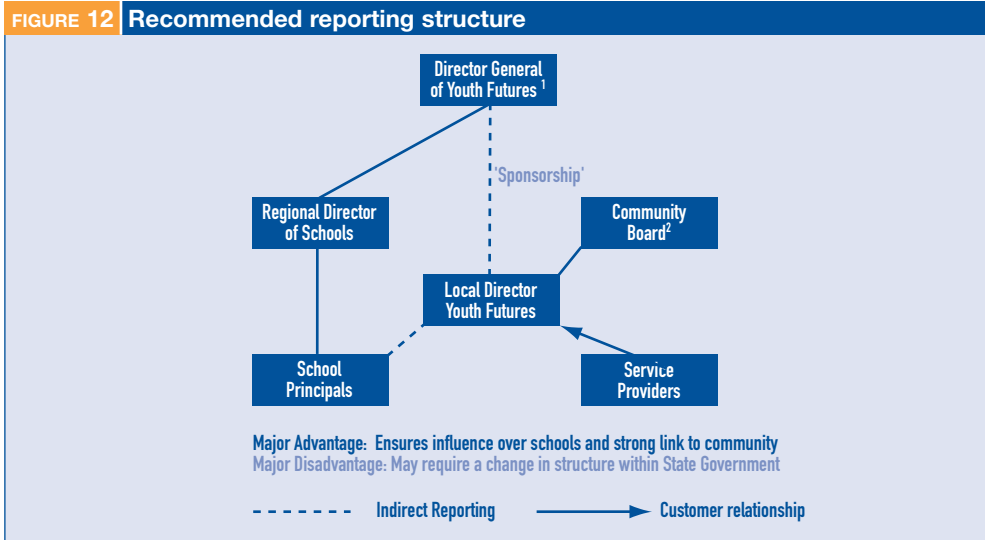 FIGURE 12 Recommended reporting structure
Director General
of Youth Futures 1
'Sponsorship'
Regional Director
of Schools
Community
Board2
Local Director
Youth Futures
School
Principals
Service
Providers
Major Advantage: Ensures influence over schools and strong link to community
Major Disadvantage: May require a change in structure within State Government
Indirect Reporting
Customer relationship